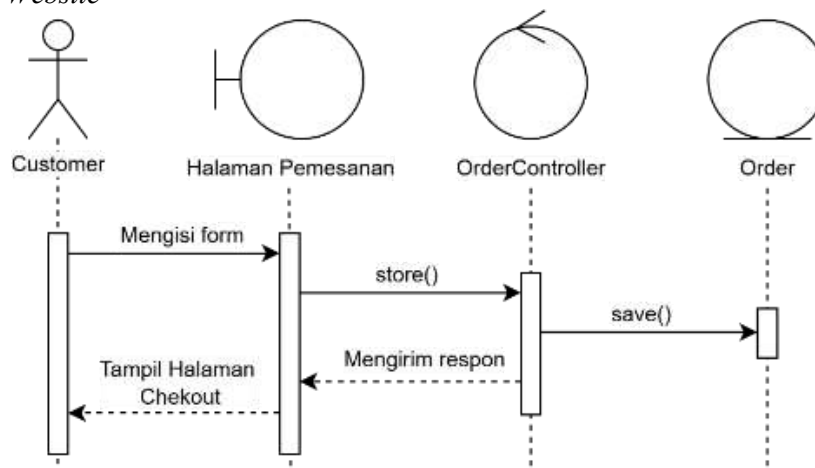 Website
Customer
Halaman Pemesanan
OrderController
Order
Mengisi form
store()
save()
Mengirim respon
Tampil Halaman
Chekout